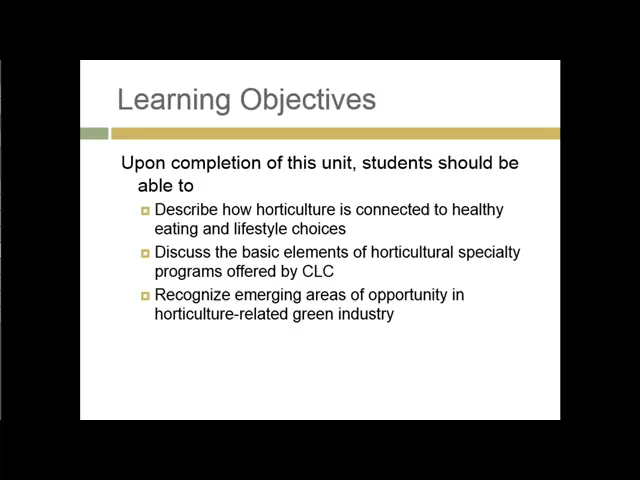 Learning Objectives
Upon completion of this unit, students should be
able to
Describe how horticulture is connected to healthy
eating and lifestyle choices
Discuss the basic elements of horticultural specialty
programs offered by CLC
Recognize emerging areas of opportunity in
horticulture-related green industry